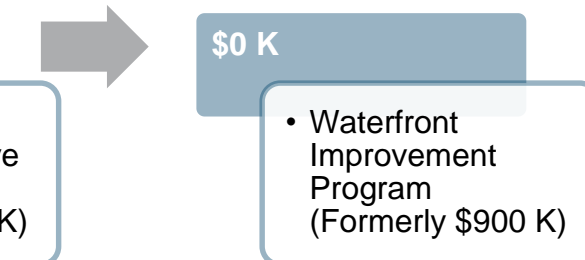 $0 K
• Waterfront
Improvement
Program
(Formerly $900 K)
K)